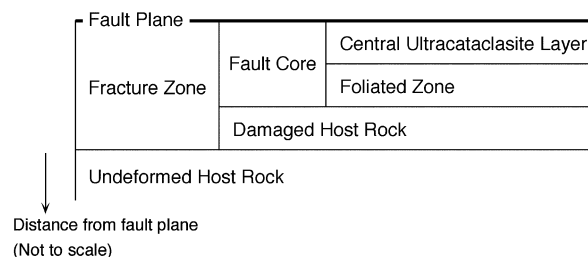 Fault Plane
Central Ultracataclasite Layer
Fault Core
Fracture Zone
Foliated Zone
Damaged Host Rock
Undeformed Host Rock
Distance from fault plane
(Not to scale)